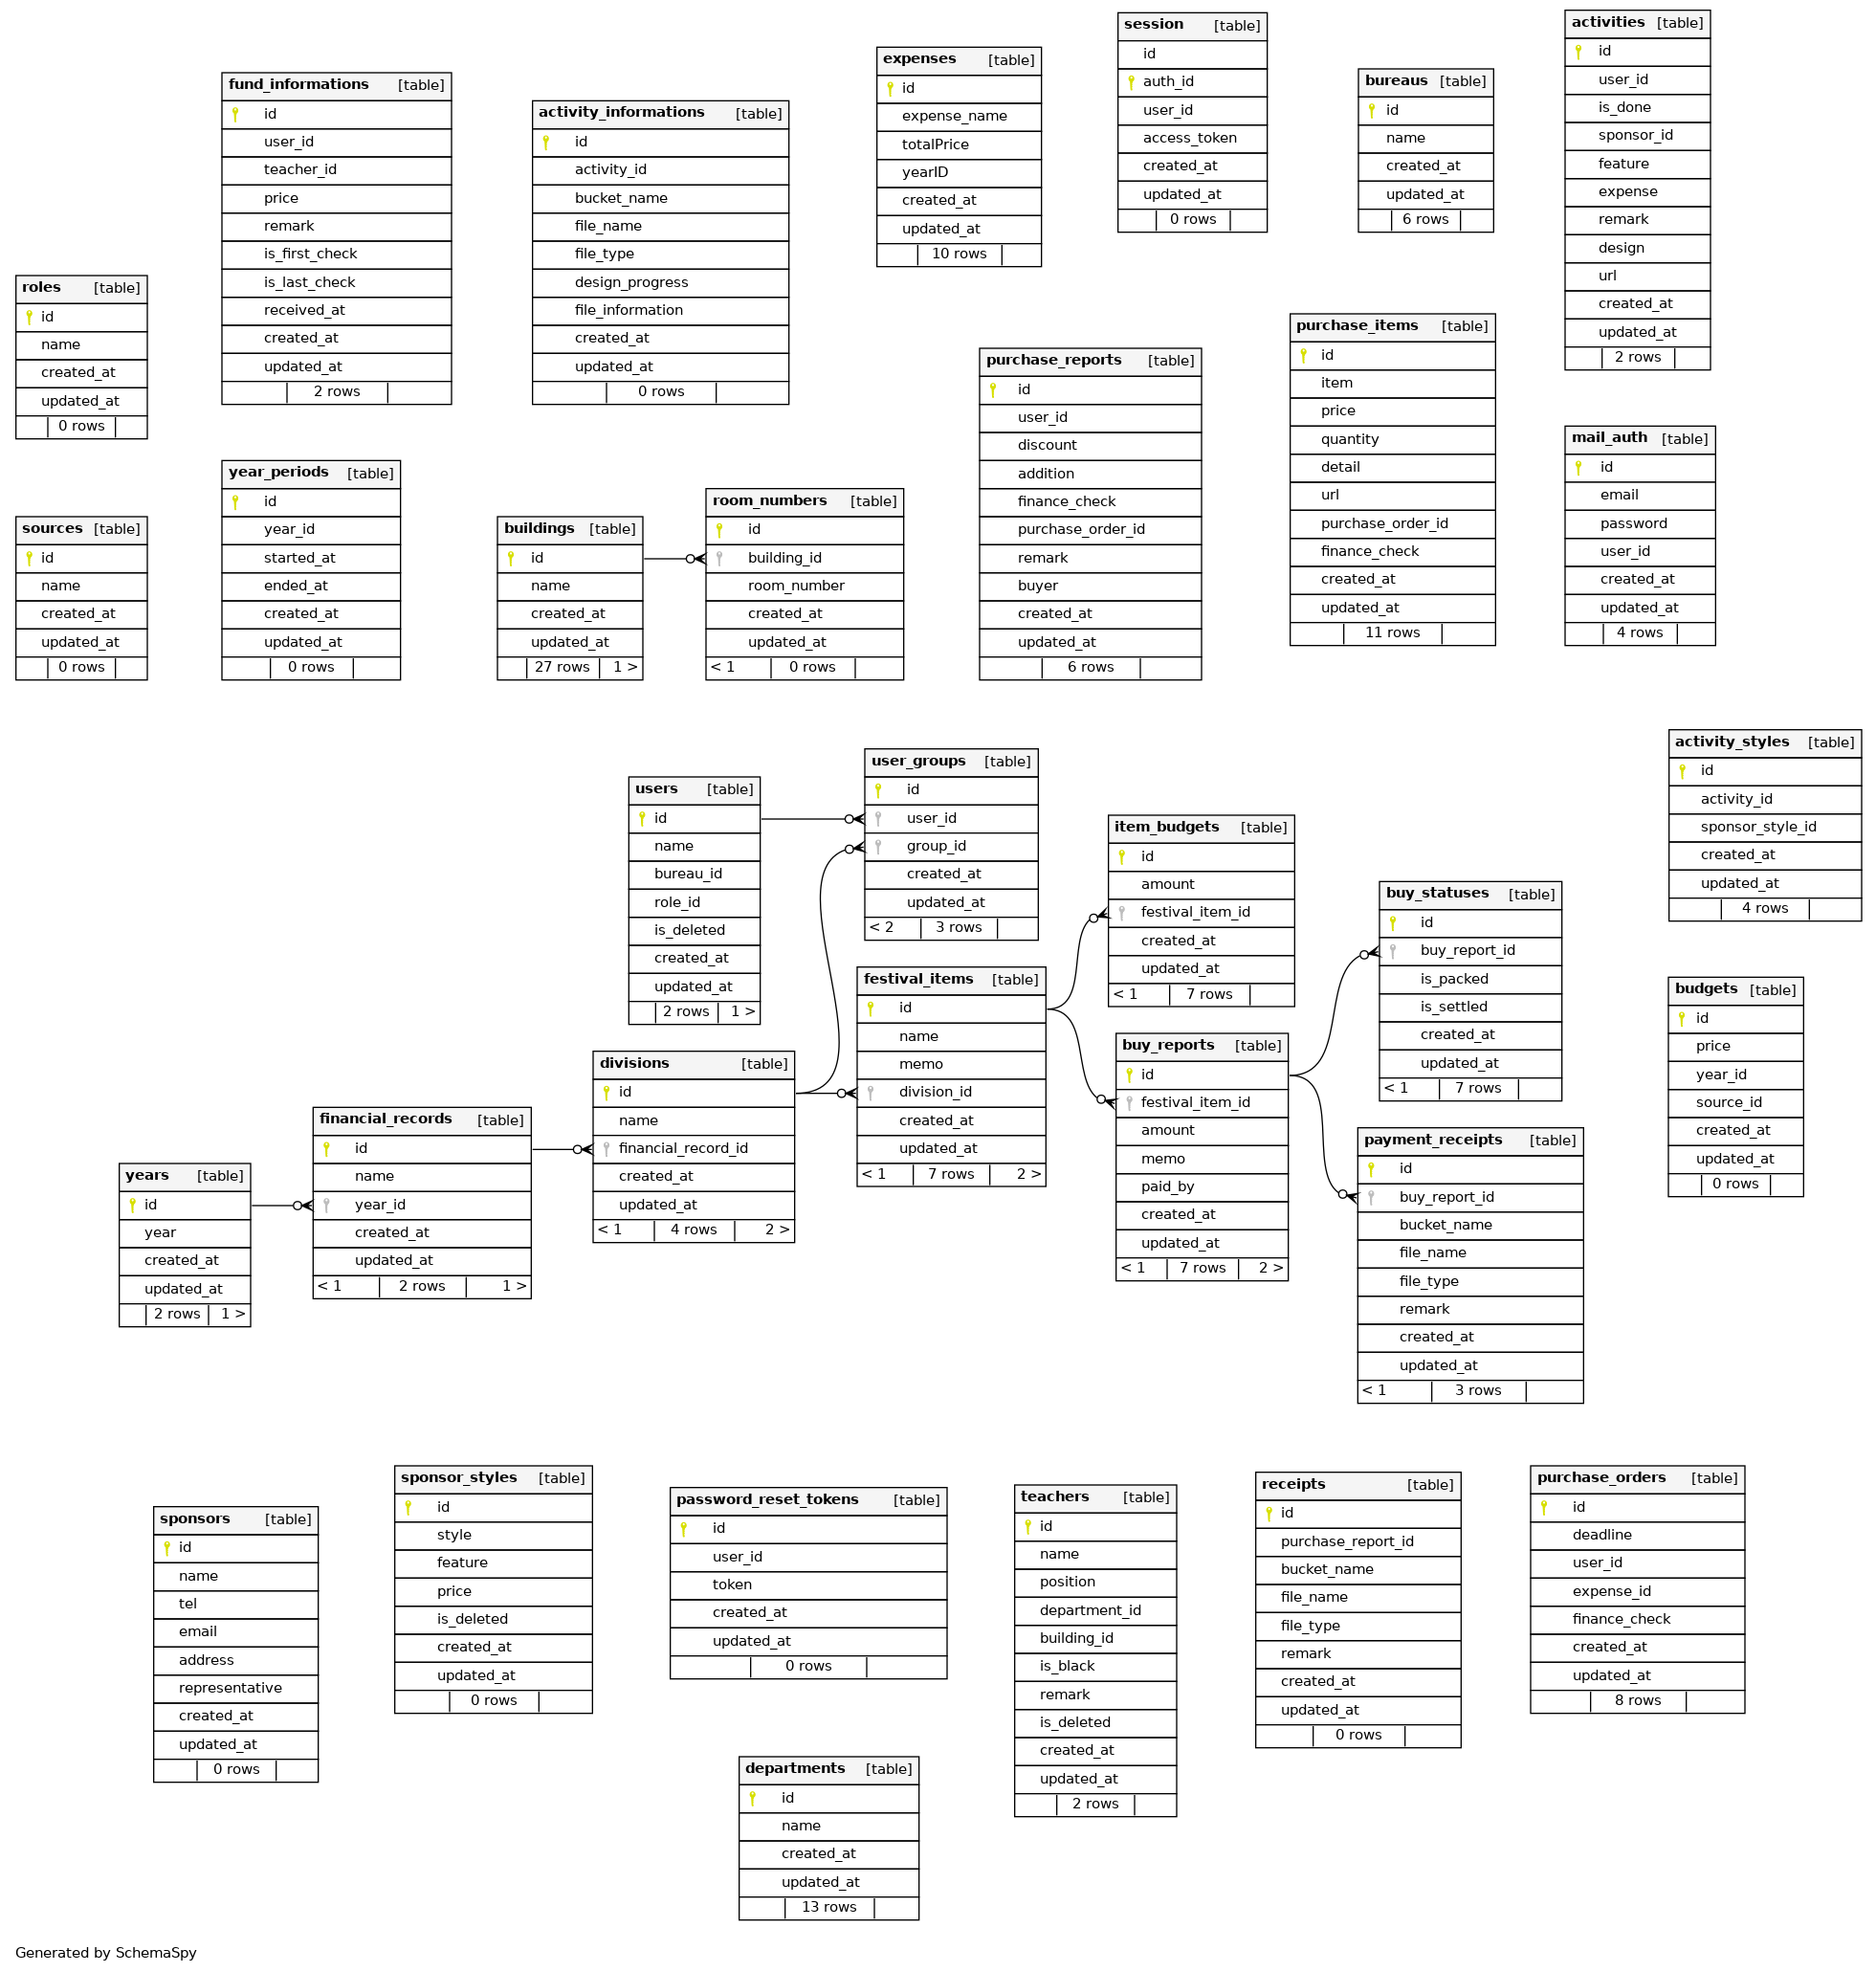 session [table]
id
auth_id
user_id
access_token
created_at
updated_at
0 rows
activities [table]
id
user_id
is_done
sponsor_id
feature
expense
remark
design
url
created_at
updated_at
2 rows
expenses [table]
id
expense_name
totalPrice
yearID
created_at
updated_at
10 rows
bureaus [table]
id
name
created_at
updated_at
6 rows
fund_informations [table]
id
user_id
teacher_id
price
remark
is_first_check
is_last_check
received_at
created_at
updated_at
2 rows
activity_informations [table]
id
activity_id
bucket_name
file_name
file_type
design_progress
file_information
created_at
updated_at
0 rows
roles [table]
id
name
created_at
updated_at
0 rows
purchase_reports [table]
id
user_id
discount
addition
finance_check
purchase_order_id
remark
buyer
created_at
updated_at
6 rows
purchase_items [table]
id
item
price
quantity
detail
url
purchase_order_id
finance_check
created_at
updated_at
11 rows
mail_auth [table]
id
email
password
user_id
created_at
updated_at
4 rows
sources [table]
id
name
created_at
updated_at
0 rows
year_periods [table]
id
year_id
started_at
ended_at
created_at
updated_at
0 rows
buildings [table]
id
name
created_at
updated_at
27 rows 1 >
room_numbers [table]
id
building_id
room_number
created_at
updated_at
< 1 0 rows
activity_styles [table]
id
activity_id
sponsor_style_id
created_at
updated_at
4 rows
users [table]
id
name
bureau_id
role_id
is_deleted
created_at
updated_at
2 rows 1 >
user_groups [table]
id
user_id
group_id
created_at
updated_at
< 2 3 rows
item_budgets [table]
id
amount
festival_item_id
created_at
updated_at
< 1 7 rows
buy_statuses [table]
id
buy_report_id
is_packed
is_settled
created_at
updated_at
< 1 7 rows
festival_items [table]
id
name
memo
division_id
created_at
updated_at
< 1 7 rows 2 >
budgets [table]
id
price
year_id
source_id
created_at
updated_at
0 rows
buy_reports [table]
id
festival_item_id
amount
memo
paid_by
created_at
updated_at
< 1 7 rows 2 >
divisions [table]
id
name
financial_record_id
created_at
updated_at
< 1 4 rows 2 >
financial_records [table]
id
name
year_id
created_at
updated_at
< 1 2 rows 1 >
years [table]
id
year
created_at
updated_at
2 rows 1 >
payment_receipts [table]
id
buy_report_id
bucket_name
file_name
file_type
remark
created_at
updated_at
< 1 3 rows
sponsors [table]
id
name
tel
email
address
representative
created_at
updated_at
0 rows
sponsor_styles [table]
id
style
feature
price
is_deleted
created_at
updated_at
0 rows
password_reset_tokens [table]
id
user_id
token
created_at
updated_at
0 rows
teachers [table]
id
name
position
department_id
building_id
is_black
remark
is_deleted
created_at
updated_at
2 rows
receipts [table]
id
purchase_report_id
bucket_name
file_name
file_type
remark
created_at
updated_at
0 rows
purchase_orders [table]
id
deadline
user_id
expense_id
finance_check
created_at
updated_at
8 rows
departments [table]
id
name
created_at
updated_at
13 rows
Generated by SchemaSpy